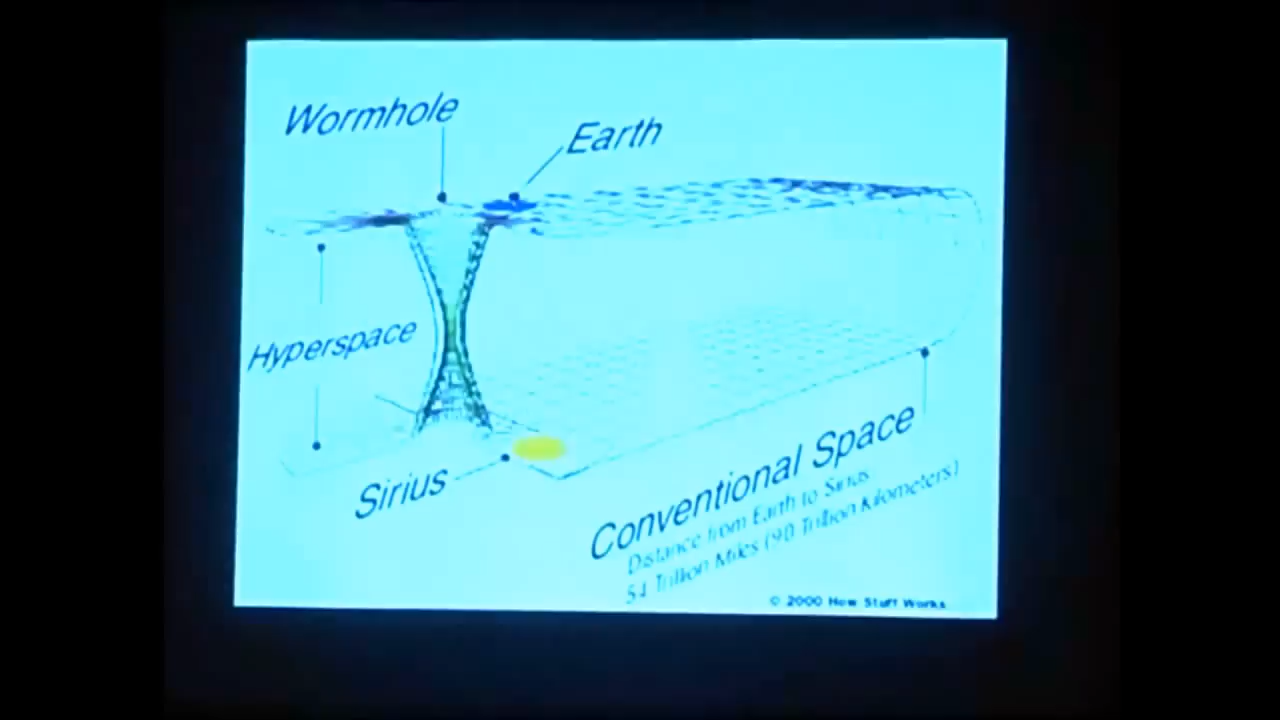 Wormhole
Earth
Hyperspace
Sirius
Conventional Space
Distance from Earth to Sirius
54 Trillion Miles (90 Trillion Kilometers)
© 2000 How Stuff Works